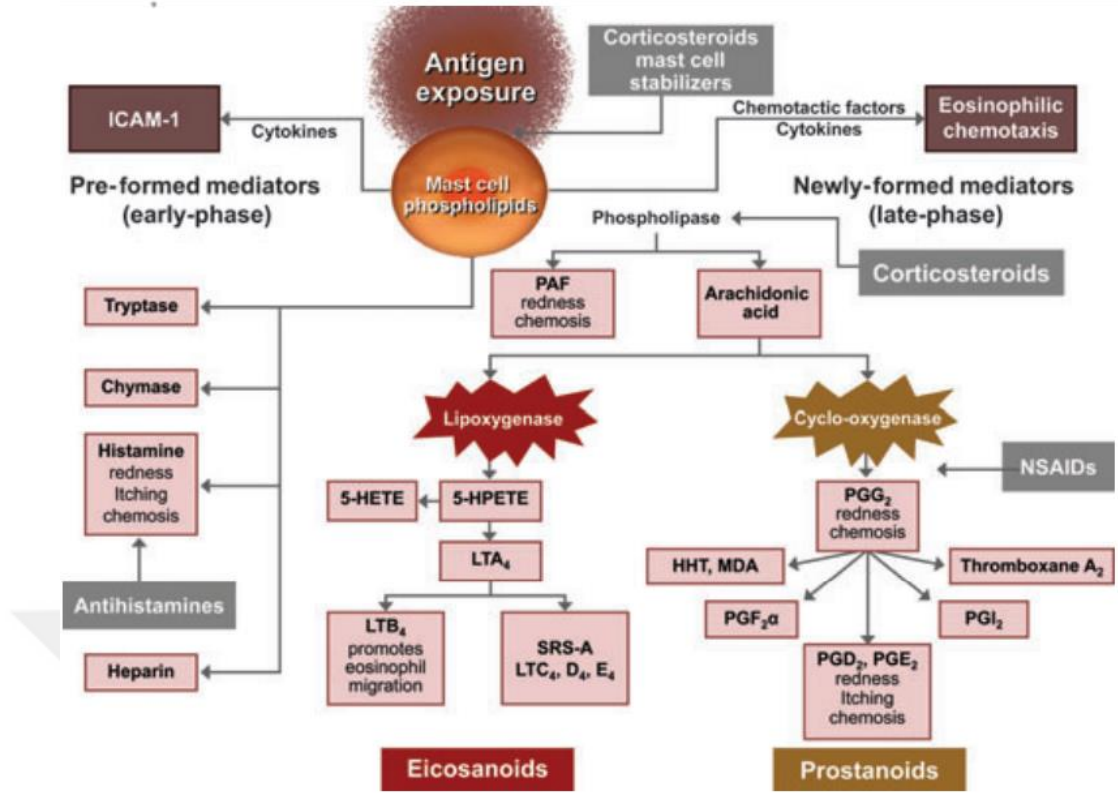 Antigen
exposure
Corticosteroids
mast cell
stabilizers
ICAM-1
Cytokines
Chemotactic factors
Cytokines
Eosinophilic
chemotaxis
Mast cell
phospholipids
Pre-formed mediators
(early-phase)
Newly-formed mediators
(late-phase)
Phospholipase
Corticosteroids
PAF
redness
chemosis
Arachidonic
acid
Tryptase
Chymase
Histamine
redness
Itching
chemosis
Antihistamines
Heparin
Lipoxygenase
Cyclo-oxygenase
NSAIDs
5-HETE
5-HPETE
LTA₄
LTB₄
promotes
eosinophil
migration
SRS-A
LTC₄, D₄, E₄
PGG₂
redness
chemosis
HHT, MDA
Thromboxane A₂
PGF₂α
PGI₂
PGD₂, PGE₂
redness
Itching
chemosis
Eicosanoids
Prostanoids